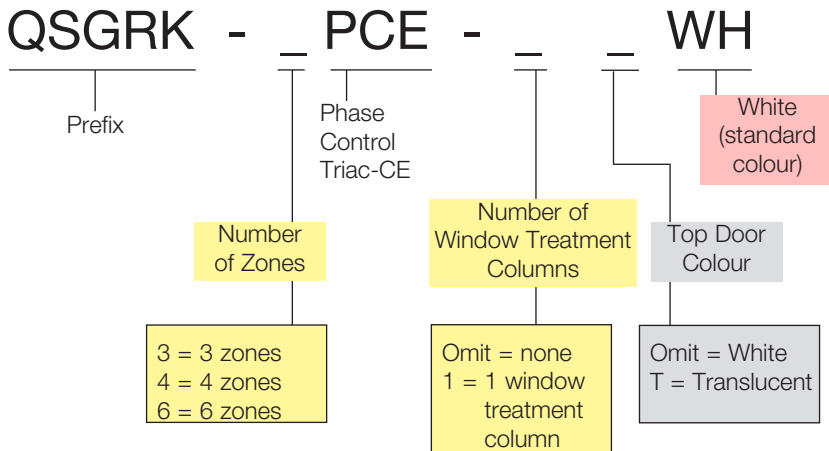 QSGRK - _ PCE - _ _ WH
Prefix
Phase
Control
Triac-CE
White
(standard
colour)
Number
of Zones
Number of
Window Treatment
Columns
Top Door
Colour
3 = 3 zones
4 = 4 zones
6 = 6 zones
Omit = none
1 = 1 window
treatment
column
Omit = White
T = Translucent